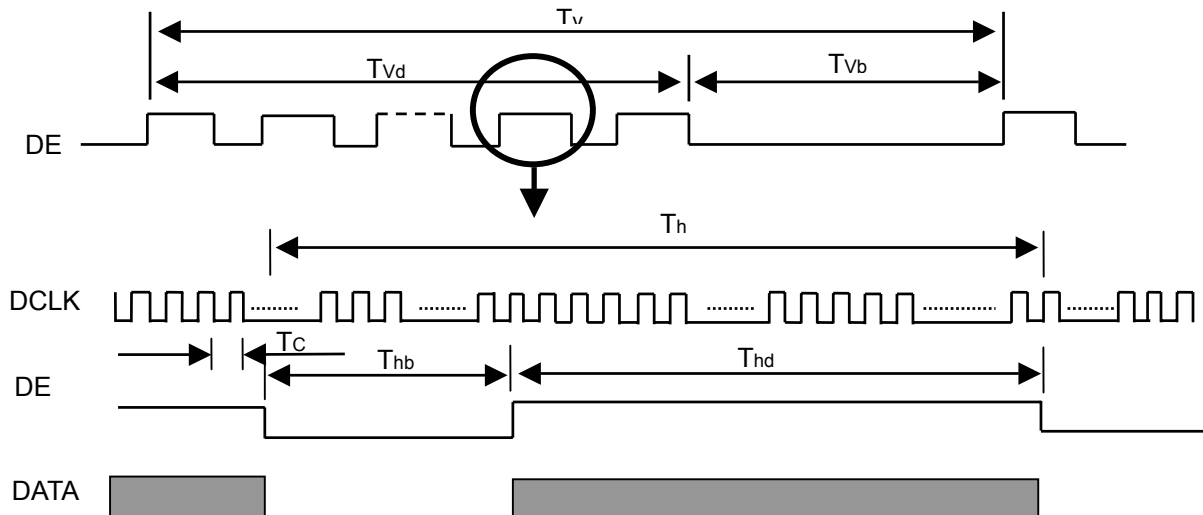 Tv
TVd
TVb
DE
Th
DCLK
TC
Thb
Thd
DE
DATA